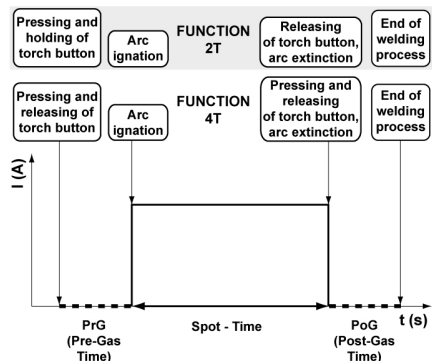 Pressing and
holding of
torch button
Arc
ignation
FUNCTION
2T
Releasing
of torch button,
arc extinction
End of
welding
process
Pressing and
releasing of
torch button
Arc
ignation
FUNCTION
4T
Pressing and
releasing
of torch button,
arc extinction
End of
welding
process
I (A)
t (s)
PrG
(Pre-Gas
Time)
Spot - Time
PoG
(Post-Gas
Time)